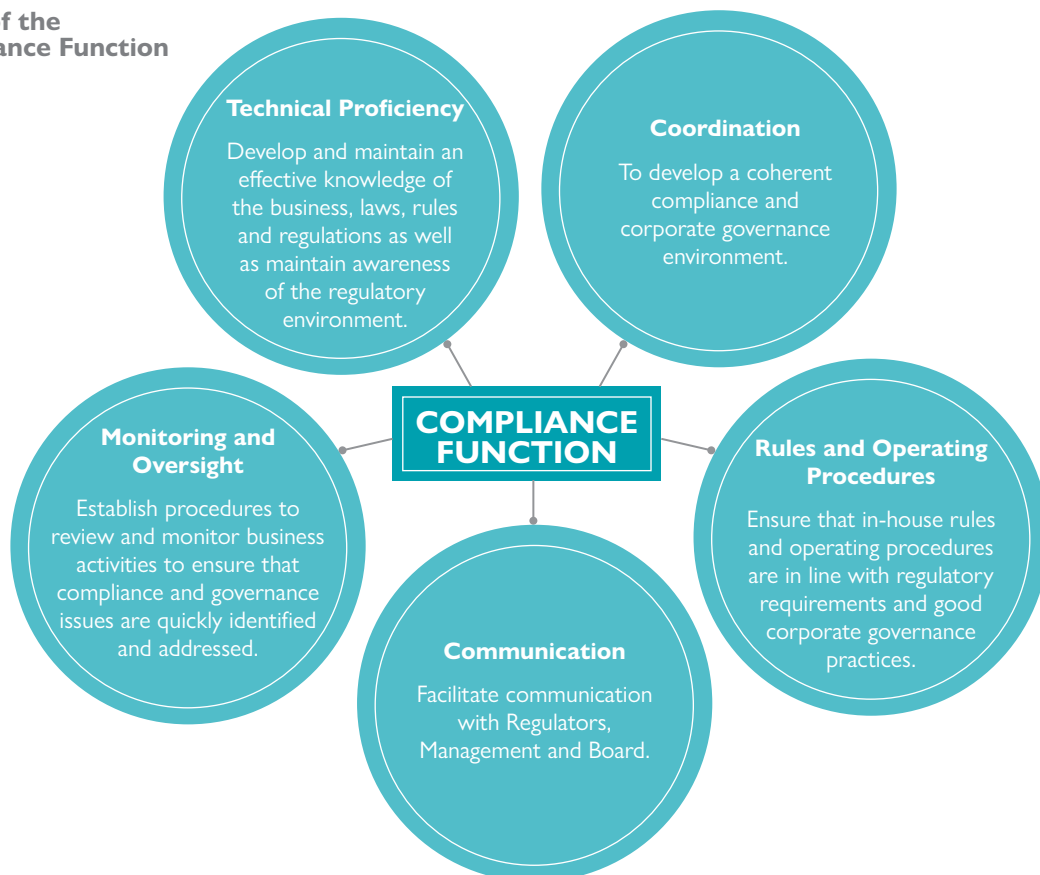 of the
ance Function
Technical Proficiency
Develop and maintain an
effective knowledge of
the business, laws, rules
and regulations as well
as maintain awareness
of the regulatory
environment.
Coordination
To develop a coherent
compliance and
corporate governance
environment.
COMPLIANCE
FUNCTION
Monitoring and
Oversight
Establish procedures to
review and monitor business
activities to ensure that
compliance and governance
issues are quickly identified
and addressed.
Rules and Operating
Procedures
Ensure that in-house rules
and operating procedures
are in line with regulatory
requirements and good
corporate governance
practices.
Communication
Facilitate communication
with Regulators,
Management and Board.